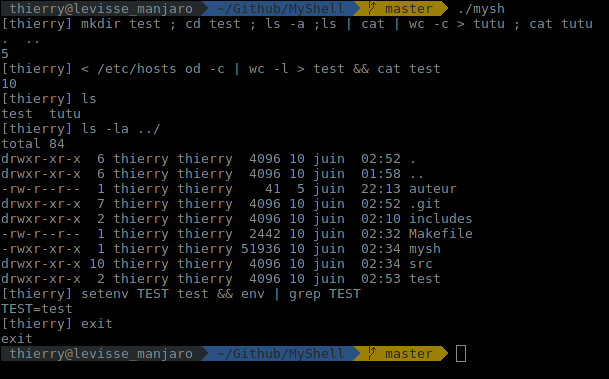 thierry@levisse_manjaro ~/Github/MyShell master ./mysh
[thierry] mkdir test ; cd test ; ls -a ;ls | cat | wc -c > tutu ; cat tutu
. ..
5
[thierry] < /etc/hosts od -c | wc -l > test && cat test
10
[thierry] ls
test tutu
[thierry] ls -la ../
total 84
drwxr-xr-x 6 thierry thierry 4096 10 juin 02:52 .
drwxr-xr-x 6 thierry thierry 4096 10 juin 01:58 ..
-rw-r--r-- 1 thierry thierry 41 5 juin 22:13 auteur
drwxr-xr-x 7 thierry thierry 4096 10 juin 02:52 .git
drwxr-xr-x 2 thierry thierry 4096 10 juin 02:10 includes
-rw-r--r-- 1 thierry thierry 2442 10 juin 02:32 Makefile
-rwxr-xr-x 1 thierry thierry 51936 10 juin 02:34 mysh
drwxr-xr-x 10 thierry thierry 4096 10 juin 02:34 src
drwxr-xr-x 2 thierry thierry 4096 10 juin 02:53 test
[thierry] setenv TEST test && env | grep TEST
TEST=test
[thierry] exit
exit
thierry@levisse_manjaro ~/Github/MyShell master